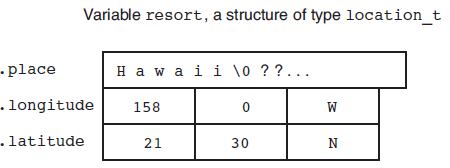 Variable resort, a structure of type location_t
.place H a w a i i \0 ? ?...
.longitude 158 0 W
.latitude 21 30 N